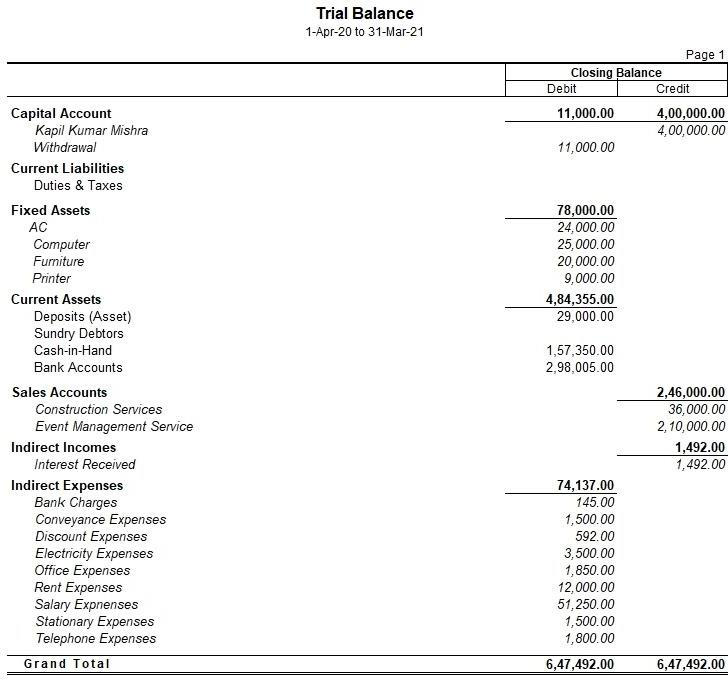 Trial Balance
1-Apr-20 to 31-Mar-21
Page 1
Closing Balance
Debit Credit
Capital Account 11,000.00 4,00,000.00
Kapil Kumar Mishra 4,00,000.00
Withdrawal 11,000.00
Current Liabilities
Duties & Taxes
Fixed Assets 78,000.00
AC 24,000.00
Computer 25,000.00
Furniture 20,000.00
Printer 9,000.00
Current Assets 4,84,355.00
Deposits (Asset) 29,000.00
Sundry Debtors
Cash-in-Hand 1,57,350.00
Bank Accounts 2,98,005.00
Sales Accounts 2,46,000.00
Construction Services 36,000.00
Event Management Service 2,10,000.00
Indirect Incomes 1,492.00
Interest Received 1,492.00
Indirect Expenses 74,137.00
Bank Charges 145.00
Conveyance Expenses 1,500.00
Discount Expenses 592.00
Electricity Expenses 3,500.00
Office Expenses 1,850.00
Rent Expenses 12,000.00
Salary Expnenses 51,250.00
Stationary Expenses 1,500.00
Telephone Expenses 1,800.00
Grand Total 6,47,492.00 6,47,492.00